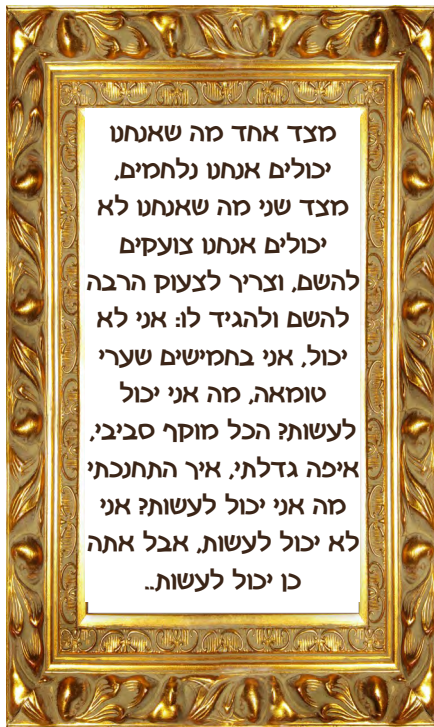 מצד אחד מה שאנחנו
יכולים אנחנו נלחמים,
מצד שני מה שאנחנו לא
יכולים אנחנו צועקים
להשם, וצריך לצעוק הרבה
להשם ולהגיד לו: אני לא
יכול, אני בחמישים שערי
טומאה, מה אני יכול
לעשות? הכל מוקף סביבי,
איפה גדלתי, איך התחנכתי
מה אני יכול לעשות? אני
לא יכול לעשות, אבל אתה
כן יכול לעשות..